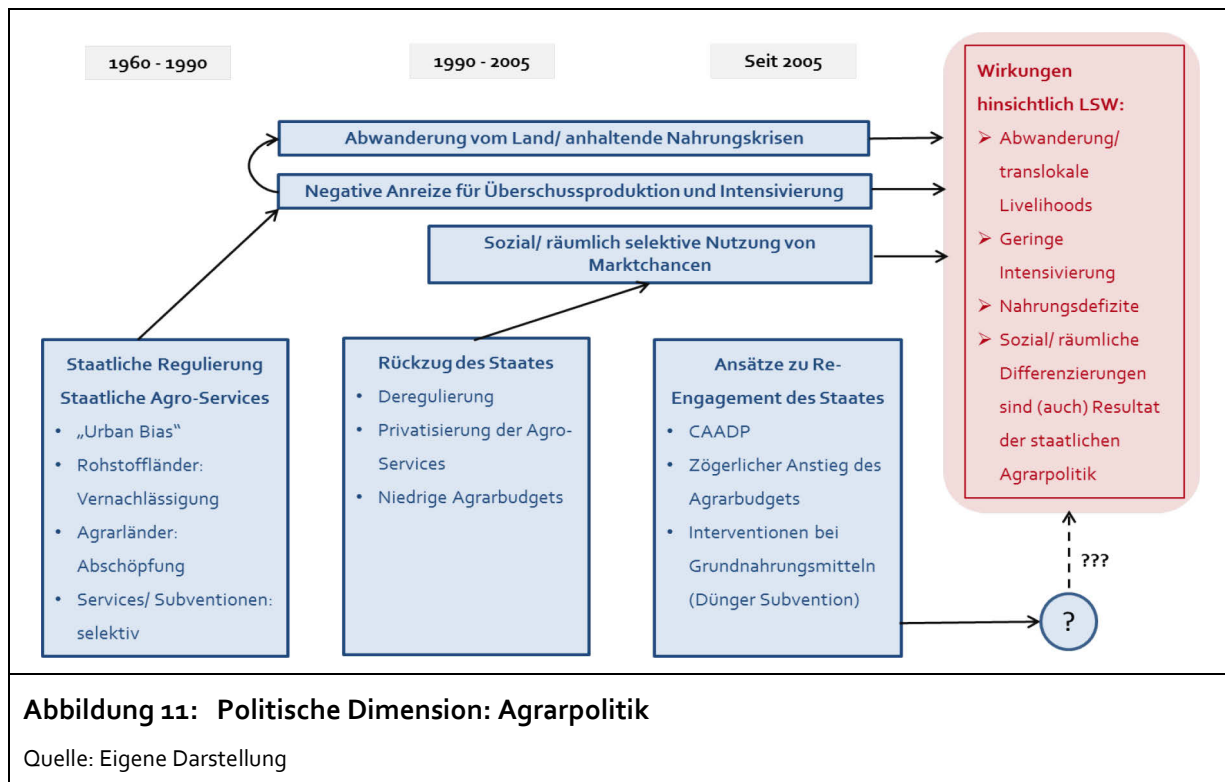 1960 - 1990
1990 - 2005
Seit 2005
Abwanderung vom Land/ anhaltende Nahrungskrisen
Negative Anreize für Überschussproduktion und Intensivierung
Sozial/ räumlich selektive Nutzung von
Marktchancen
Staatliche Regulierung
Staatliche Agro-Services
• „Urban Bias“
• Rohstoffländer:
Vernachlässigung
• Agrarländer:
Abschöpfung
• Services/ Subventionen:
selektiv
Rückzug des Staates
• Deregulierung
• Privatisierung der Agro-
Services
• Niedrige Agrarbudgets
Ansätze zu Re-
Engagement des Staates
• CAADP
• Zögerlicher Anstieg des
Agrarbudgets
• Interventionen bei
Grundnahrungsmitteln
(Dünger Subvention)
Wirkungen
hinsichtlich LSW:
➢ Abwanderung/
translokale
Livelihoods
➢ Geringe
Intensivierung
➢ Nahrungsdefizite
➢ Sozial/ räumliche
Differenzierungen
sind (auch) Resultat
der staatlichen
Agrarpolitik
???
?
Abbildung 11: Politische Dimension: Agrarpolitik
Quelle: Eigene Darstellung